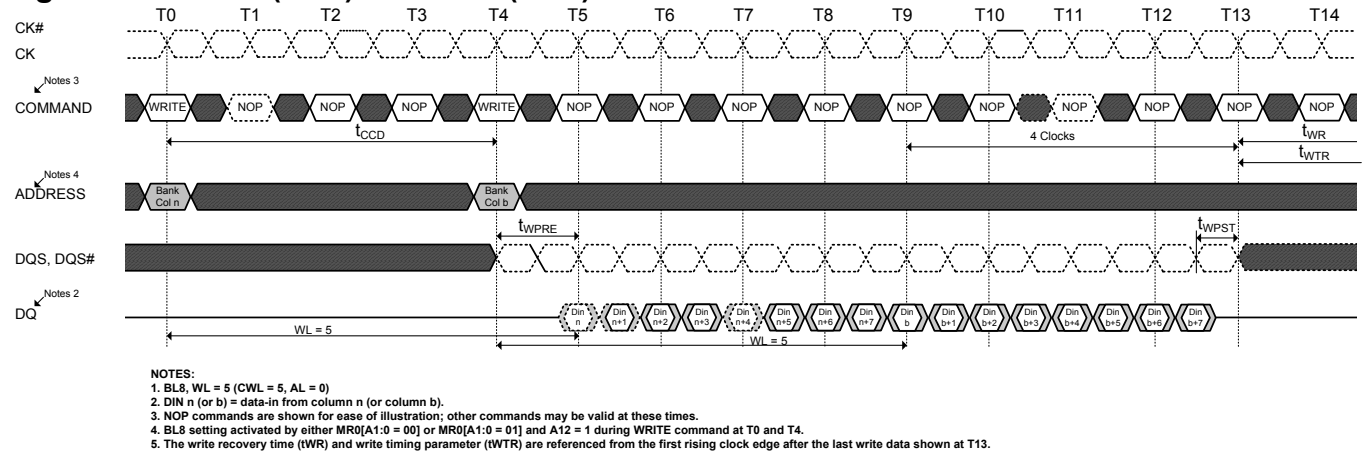 T0 T1 T2 T3 T4 T5 T6 T7 T8 T9 T10 T11 T12 T13 T14
CK#
CK
Notes 3
COMMAND
WRITE NOP NOP NOP WRITE NOP NOP NOP NOP NOP NOP NOP NOP NOP NOP
tCCD
4 Clocks
tWR
tWTR
Notes 4
ADDRESS
Bank Bank
Col n Col b
tWPRE
tWPST
DQS, DQS#
Notes 2
DQ
Din Din Din Din Din Din Din Din Din Din Din Din Din Din Din Din
n n+1 n+2 n+3 n+4 n+5 n+6 n+7 b b+1 b+2 b+3 b+4 b+5 b+6 b+7
WL = 5
WL = 5
NOTES:
1. BL8, WL = 5 (CWL = 5, AL = 0)
2. DIN n (or b) = data-in from column n (or column b).
3. NOP commands are shown for ease of illustration; other commands may be valid at these times.
4. BL8 setting activated by either MR0[A1:0 = 00] or MR0[A1:0 = 01] and A12 = 1 during WRITE command at T0 and T4.
5. The write recovery time (tWR) and write timing parameter (tWTR) are referenced from the first rising clock edge after the last write data shown at T13.